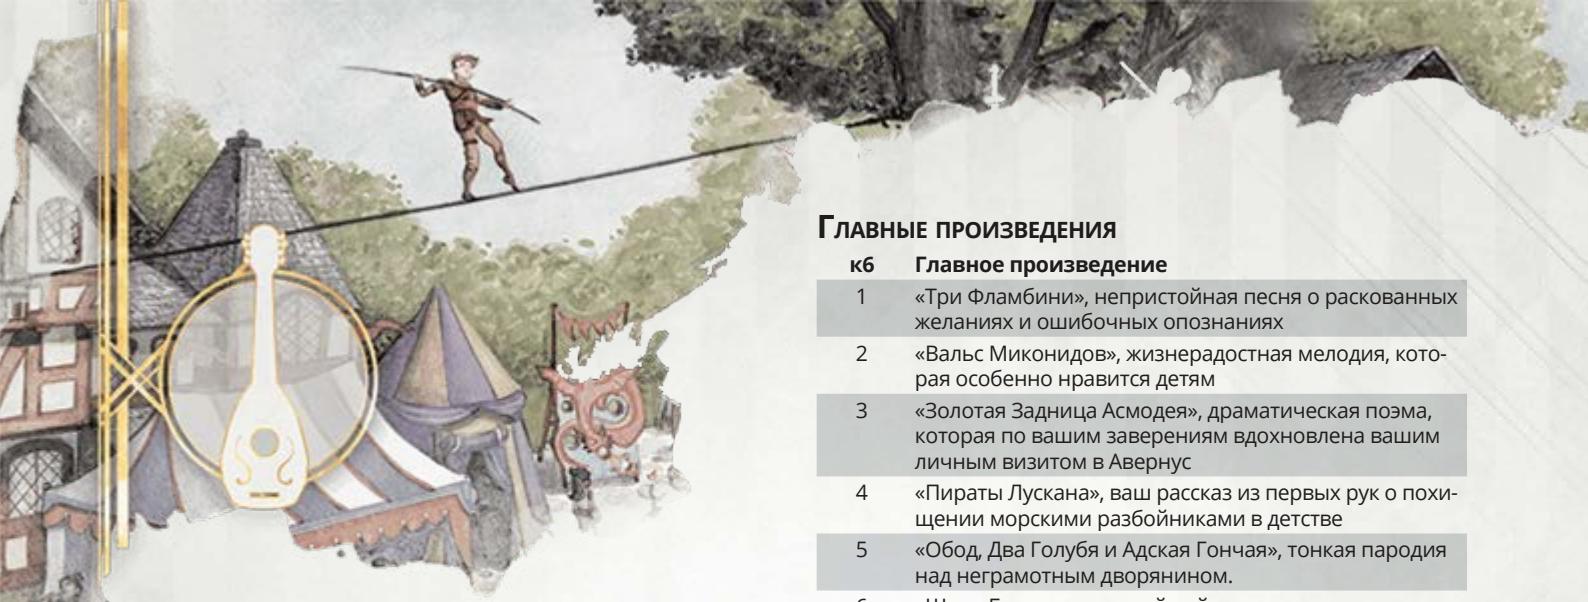 Главные произведения
к6 Главное произведение
1 «Три Фламбини», непристойная песня о раскованных
желаниях и ошибочных опознаниях
2 «Вальс Миконидов», жизнерадостная мелодия, кото-
рая особенно нравится детям
3 «Золотая Задница Асмодея», драматическая поэма,
которая по вашим заверениям вдохновлена вашим
личным визитом в Авернус
4 «Пираты Лускана», ваш рассказ из первых рук о похи-
щении морскими разбойниками в детстве
5 «Обод, Два Голубя и Адская Гончая», тонкая пародия
над неграмотным дворянином.